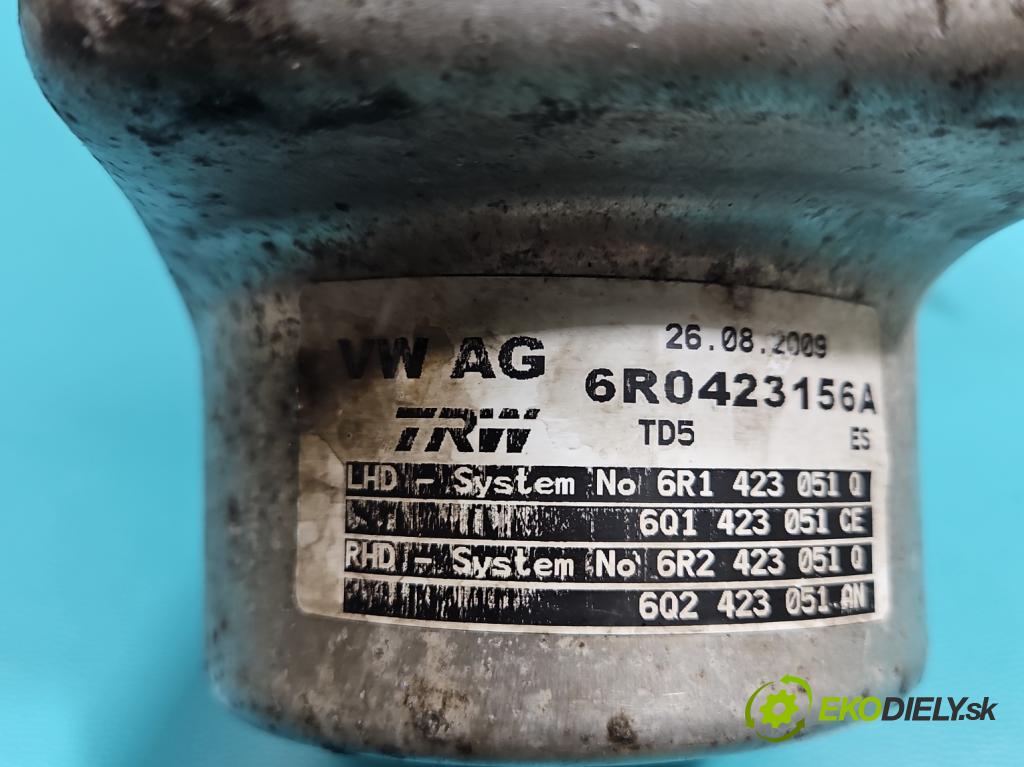 26.08.2009
VW AG
6R0423156A
TRW
TD5
ES
LHD - System No 6R1 423 051 Q
6Q1 423 051 CE
RHD - System No 6R2 423 051 Q
6Q2 423 051 AN
EKODIELY.sk